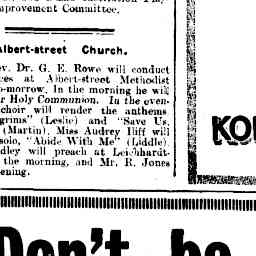 provement Committee.
Albert-street Church.
ev. Dr. G. E. Rowe will conduct
ces at Albert-street Methodist
o-morrow. In the morning he will
r Holy Communion. In the even-
choir will render the anthems
grims" (Leslie) and "Save Us,
(Martin). Miss Audrey Iliff will
solo, "Abide With Me" (Liddle).
dley will preach at Leichhardt-
the morning, and Mr. R. Jones
ening.
KO
Don't be